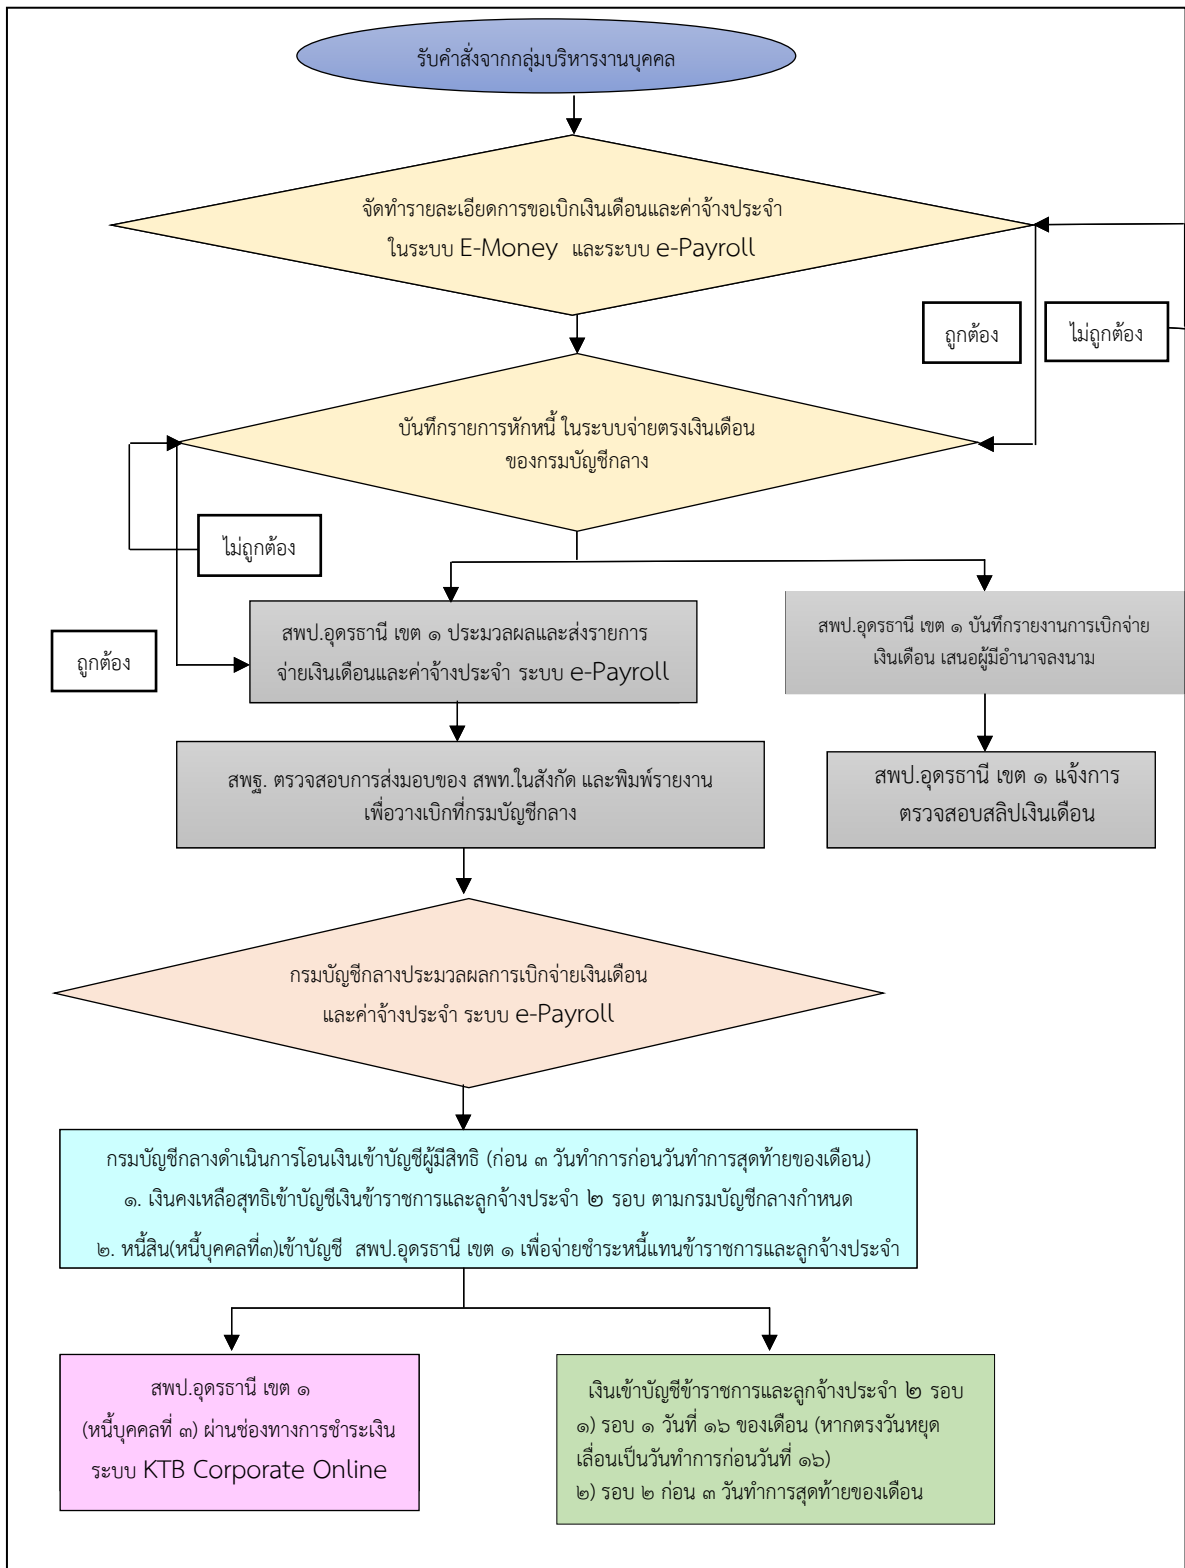 รับคำสั่งจากกลุ่มบริหารงานบุคคล
จัดทำรายละเอียดการขอเบิกเงินเดือนและค่าจ้างประจำ
ในระบบ E-Money และระบบ e-Payroll
ถูกต้อง
ไม่ถูกต้อง
บันทึกรายการหักหนี้ ในระบบจ่ายตรงเงินเดือน
ของกรมบัญชีกลาง
ไม่ถูกต้อง
ถูกต้อง
สพป.อุดรธานี เขต ๑ ประมวลผลและส่งรายการ
จ่ายเงินเดือนและค่าจ้างประจำ ระบบ e-Payroll
สพป.อุดรธานี เขต ๑ บันทึกรายงานการเบิกจ่าย
เงินเดือน เสนอผู้มีอำนาจลงนาม
สพฐ. ตรวจสอบการส่งมอบของ สพท.ในสังกัด และพิมพ์รายงาน
เพื่อวางเบิกที่กรมบัญชีกลาง
สพป.อุดรธานี เขต ๑ แจ้งการ
ตรวจสอบสลิปเงินเดือน
กรมบัญชีกลางประมวลผลการเบิกจ่ายเงินเดือน
และค่าจ้างประจำ ระบบ e-Payroll
กรมบัญชีกลางดำเนินการโอนเงินเข้าบัญชีผู้มีสิทธิ (ก่อน ๓ วันทำการก่อนวันทำการสุดท้ายของเดือน)
๑. เงินคงเหลือสุทธิเข้าบัญชีเงินข้าราชการและลูกจ้างประจำ ๒ รอบ ตามกรมบัญชีกลางกำหนด
๒. หนี้สิน(หนี้บุคคลที่๓)เข้าบัญชี สพป.อุดรธานี เขต ๑ เพื่อจ่ายชำระหนี้แทนข้าราชการและลูกจ้างประจำ
สพป.อุดรธานี เขต ๑
(หนี้บุคคลที่ ๓) ผ่านช่องทางการชำระเงิน
ระบบ KTB Corporate Online
เงินเข้าบัญชีข้าราชการและลูกจ้างประจำ ๒ รอบ
๑) รอบ ๑ วันที่ ๑๖ ของเดือน (หากตรงวันหยุด
เลื่อนเป็นวันทำการก่อนวันที่ ๑๖)
๒) รอบ ๒ ก่อน ๓ วันทำการสุดท้ายของเดือน